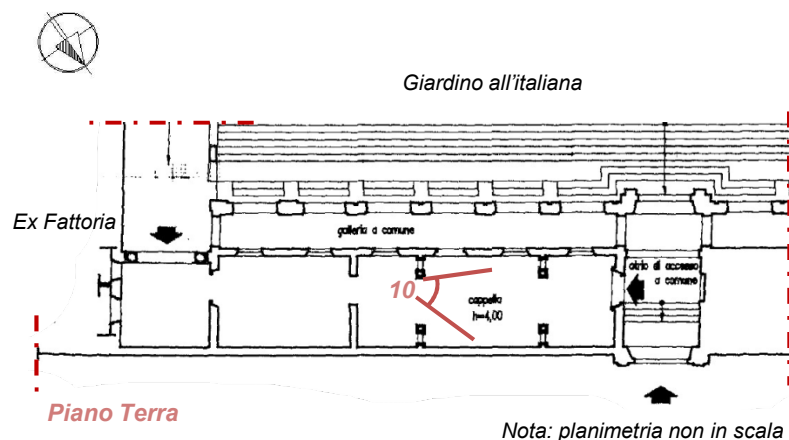 Giardino all'italiana
Ex Fattoria
galleria a comune
atrio di accesso
a comune
10
cappella
h=4,00
Piano Terra
Nota: planimetria non in scala